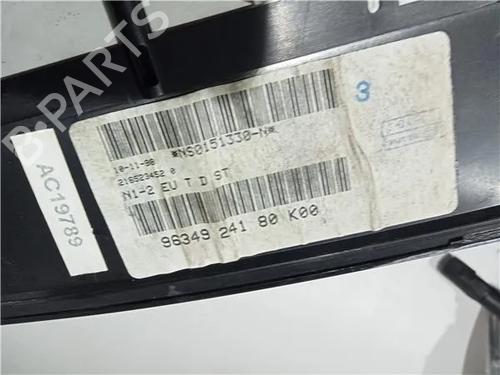 B-PARTS
3
*NS0151330-N*
10-11-98
216523452 0
N1-2 EU T D ST
96349 241 80 K00
AC19789